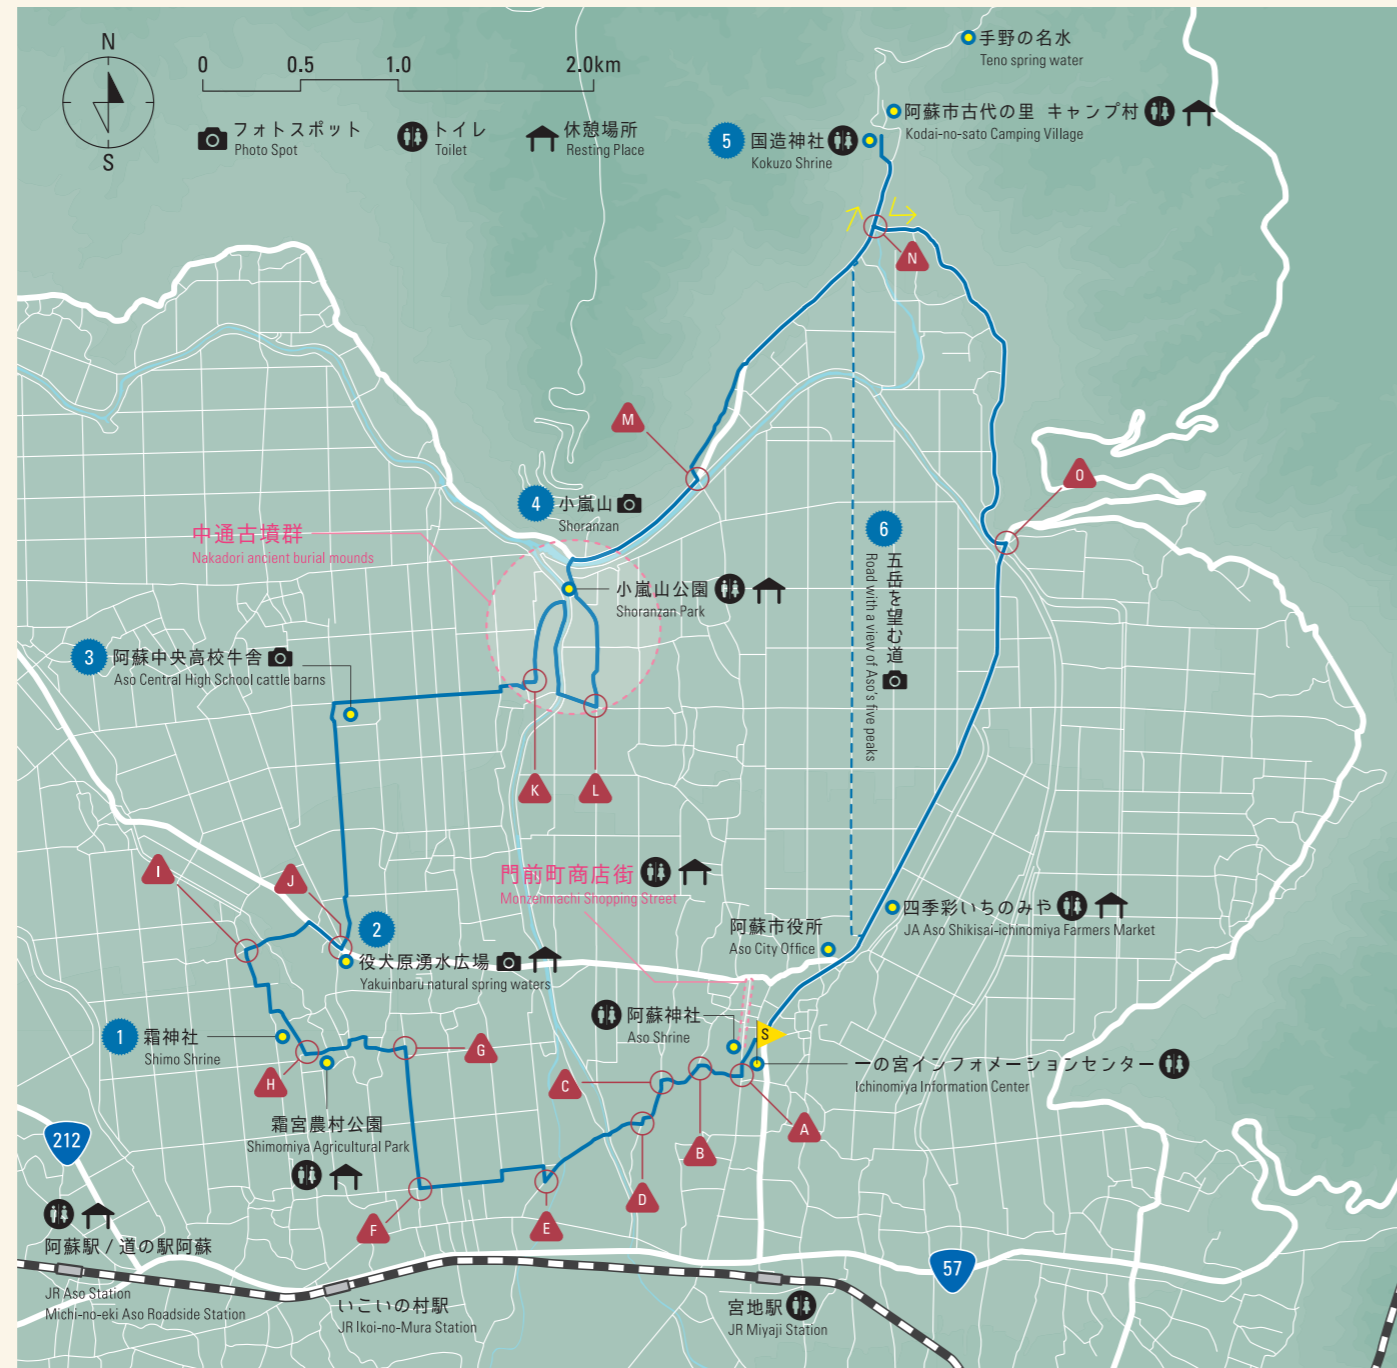 N
S
0 0.5 1.0 2.0km
フォトスポット
Photo Spot
トイレ
Toilet
休憩場所
Resting Place
手野の名水
Teno spring water
阿蘇市古代の里 キャンプ村
Kodai-no-sato Camping Village
5 国造神社
Kokuzo Shrine
N
M
O
4 小嵐山
Shoranzan
中通古墳群
Nakadori ancient burial mounds
6 五岳を望む道
Road with a view of Aso's five peaks
小嵐山公園
Shoranzan Park
3 阿蘇中央高校牛舎
Aso Central High School cattle barns
K
L
I
J
門前町商店街
Monzenmachi Shopping Street
2
役犬原湧水広場
Yakuinbaru natural spring waters
阿蘇市役所
Aso City Office
四季彩いちのみや
JA Aso Shikisai-ichinomiya Farmers Market
1 霜神社
Shimo Shrine
阿蘇神社
Aso Shrine
S
一の宮インフォメーションセンター
Ichinomiya Information Center
G
H
C
A
B
D
E
F
霜宮農村公園
Shimomiya Agricultural Park
212
阿蘇駅 / 道の駅阿蘇
JR Aso Station
Michi-no-eki Aso Roadside Station
いこいの村駅
JR Ikoi-no-Mura Station
宮地駅
JR Miyaji Station
57